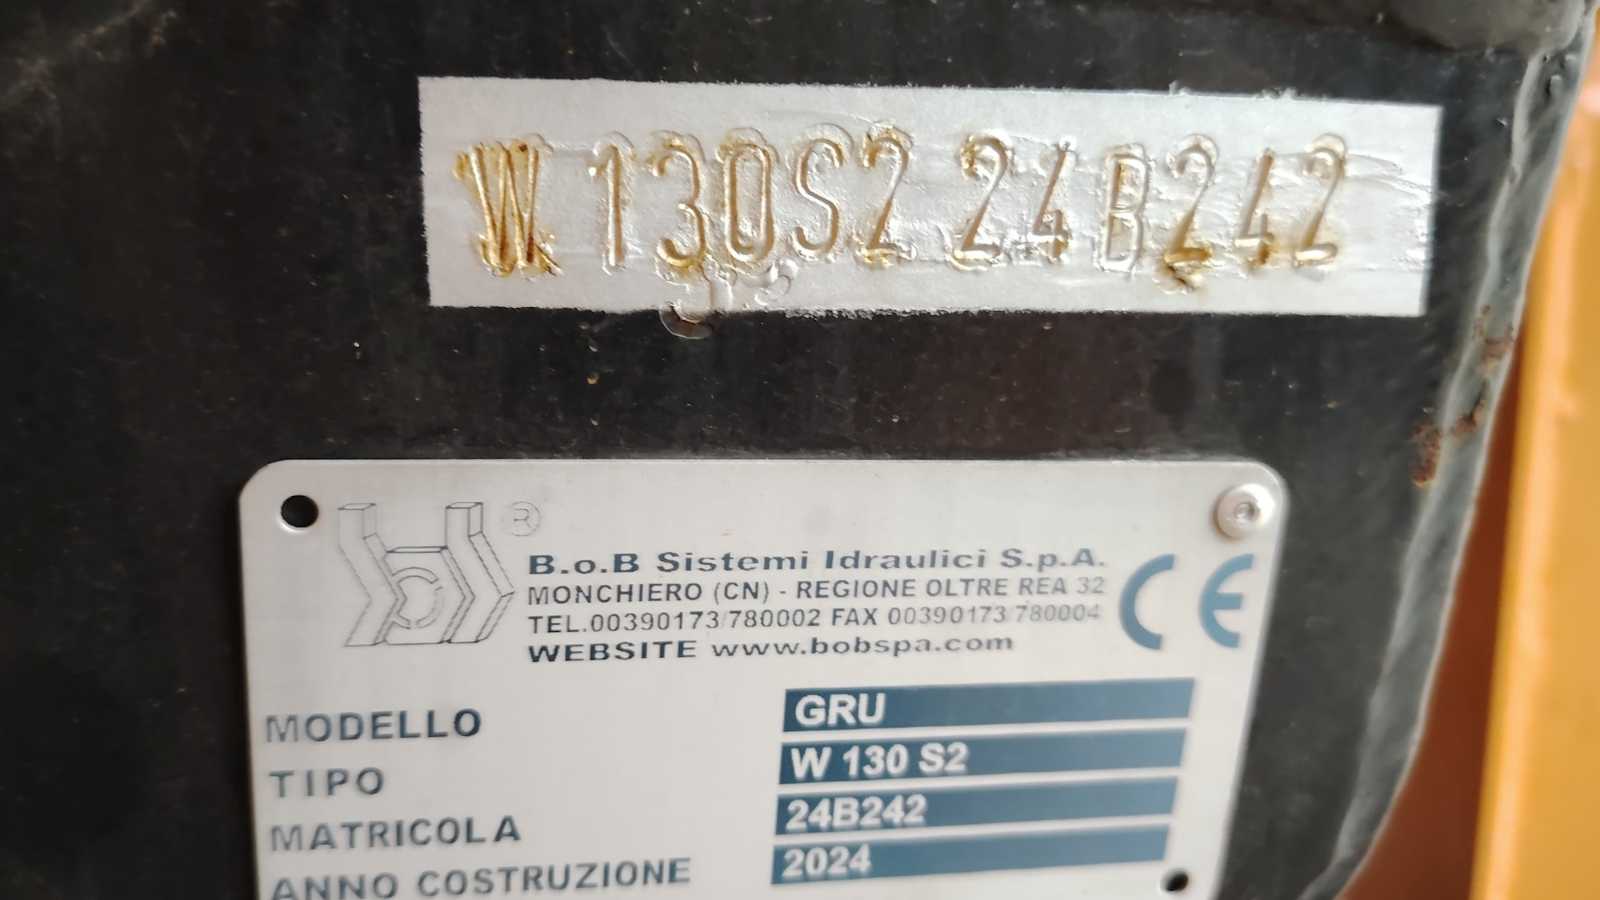 W 130S2 24B242
®
B.o.B Sistemi Idraulici S.p.A.
MONCHIERO (CN) - REGIONE OLTRE REA 32
TEL.00390173/780002 FAX 00390173/780004
WEBSITE www.bobspa.com
CE
MODELLO GRU
TIPO W 130 S2
MATRICOLA 24B242
ANNO COSTRUZIONE 2024